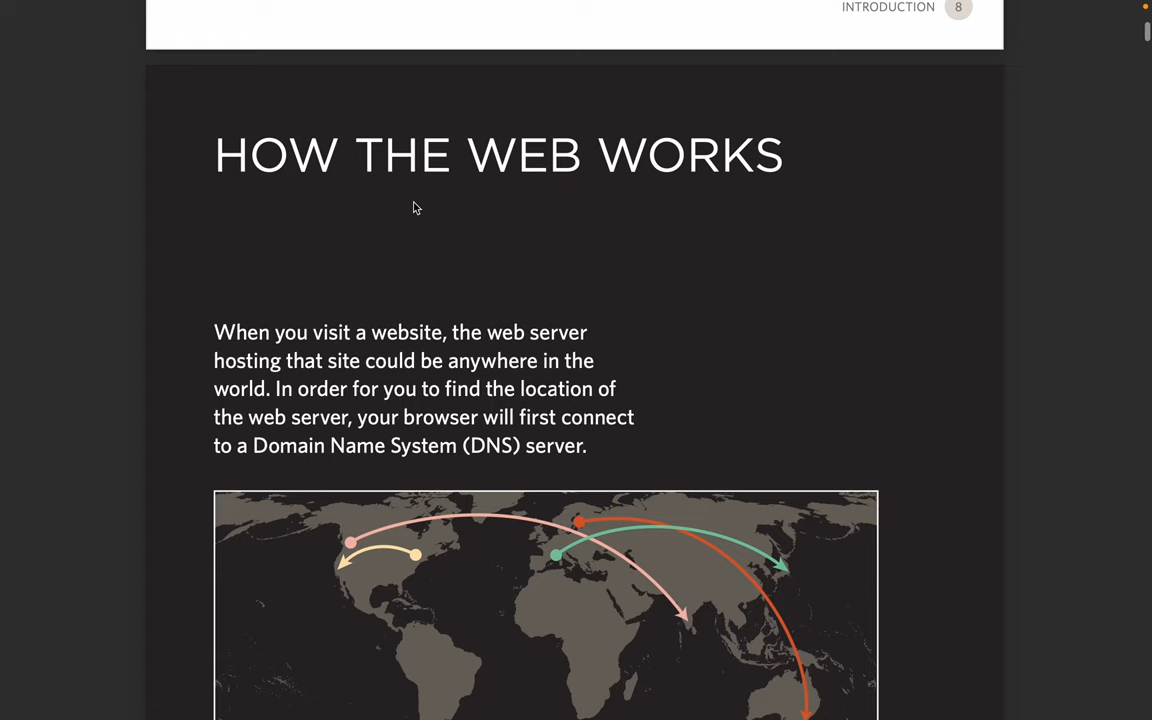 INTRODUCTION 8
HOW THE WEB WORKS
When you visit a website, the web server
hosting that site could be anywhere in the
world. In order for you to find the location of
the web server, your browser will first connect
to a Domain Name System (DNS) server.